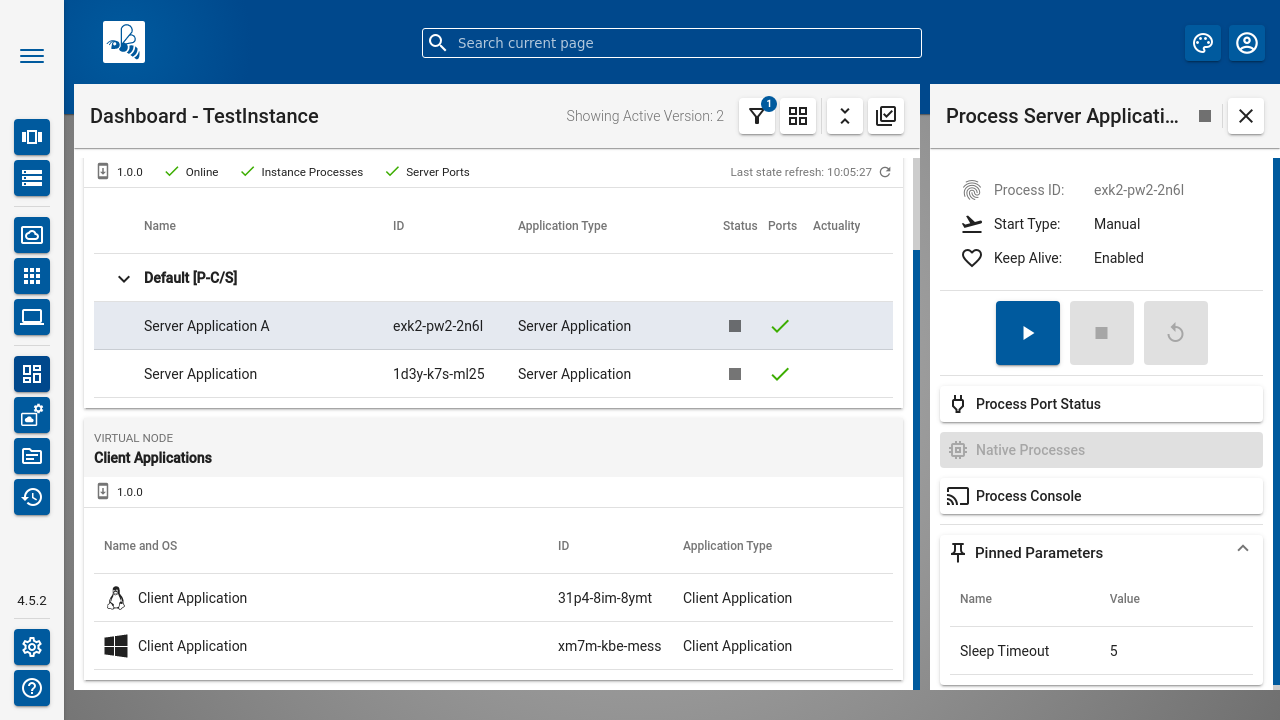 Search current page
Dashboard - TestInstance
Showing Active Version: 2
1
1.0.0 Online Instance Processes Server Ports Last state refresh: 10:05:27
Name ID Application Type Status Ports Actuality
Default [P-C/S]
Server Application A exk2-pw2-2n6l Server Application
Server Application 1d3y-k7s-ml25 Server Application
VIRTUAL NODE
Client Applications
1.0.0
Name and OS ID Application Type
Client Application 31p4-8im-8ymt Client Application
Client Application xm7m-kbe-mess Client Application
Process Server Applicati...
Process ID: exk2-pw2-2n6l
Start Type: Manual
Keep Alive: Enabled
Process Port Status
Native Processes
Process Console
Pinned Parameters
Name Value
Sleep Timeout 5
4.5.2